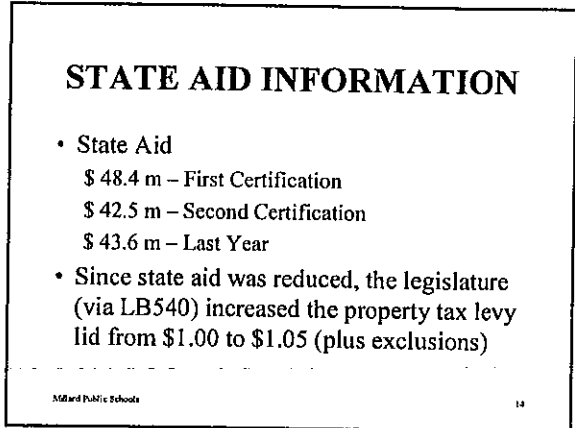 STATE AID INFORMATION
• State Aid
$ 48.4 m – First Certification
$ 42.5 m – Second Certification
$ 43.6 m – Last Year
• Since state aid was reduced, the legislature
(via LB540) increased the property tax levy
lid from $1.00 to $1.05 (plus exclusions)
Millard Public Schools
14